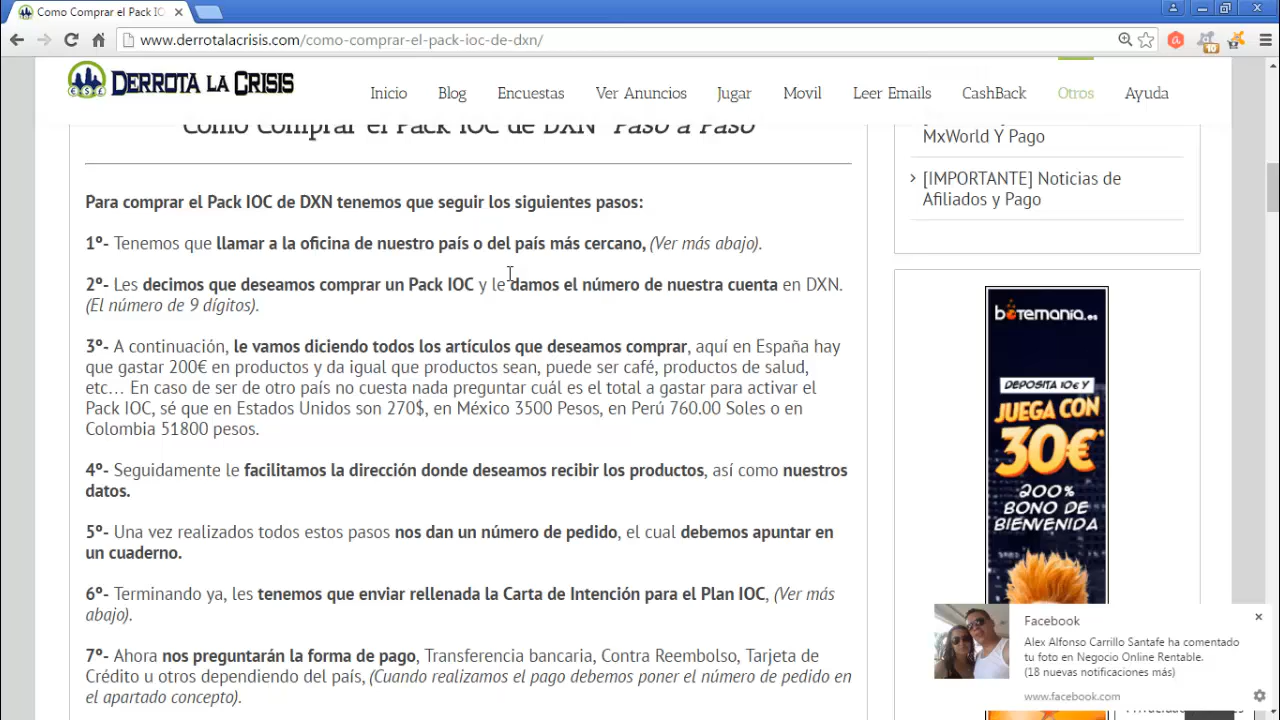 Como Comprar el Pack IO
www.derrotalacrisis.com/como-comprar-el-pack-ioc-de-dxn/
10
DERROTA LA CRISIS
Inicio Blog Encuestas Ver Anuncios Jugar Movil Leer Emails CashBack Otros Ayuda
Como Comprar el Pack IOC de DXN "Paso a Paso"
Para comprar el Pack IOC de DXN tenemos que seguir los siguientes pasos:
1º- Tenemos que llamar a la oficina de nuestro país o del país más cercano, (Ver más abajo).
2º- Les decimos que deseamos comprar un Pack IOC y le damos el número de nuestra cuenta en DXN.
(El número de 9 dígitos).
3º- A continuación, le vamos diciendo todos los artículos que deseamos comprar, aquí en España hay
que gastar 200€ en productos y da igual que productos sean, puede ser café, productos de salud,
etc... En caso de ser de otro país no cuesta nada preguntar cuál es el total a gastar para activar el
Pack IOC, sé que en Estados Unidos son 270$, en México 3500 Pesos, en Perú 760.00 Soles o en
Colombia 51800 pesos.
4º- Seguidamente le facilitamos la dirección donde deseamos recibir los productos, así como nuestros
datos.
5º- Una vez realizados todos estos pasos nos dan un número de pedido, el cual debemos apuntar en
un cuaderno.
6º- Terminando ya, les tenemos que enviar rellenada la Carta de Intención para el Plan IOC, (Ver más
abajo).
7º- Ahora nos preguntarán la forma de pago, Transferencia bancaria, Contra Reembolso, Tarjeta de
Crédito u otros dependiendo del país, (Cuando realizamos el pago debemos poner el número de pedido en
el apartado concepto).
MxWorld Y Pago
[IMPORTANTE] Noticias de
Afiliados y Pago
botemania.es
DEPOSITA 10€ Y
JUEGA CON
30€*
200%
BONO DE
BIENVENIDA
Facebook
Alex Alfonso Carrillo Santafe ha comentado
tu foto en Negocio Online Rentable.
(18 nuevas notificaciones más)
www.facebook.com